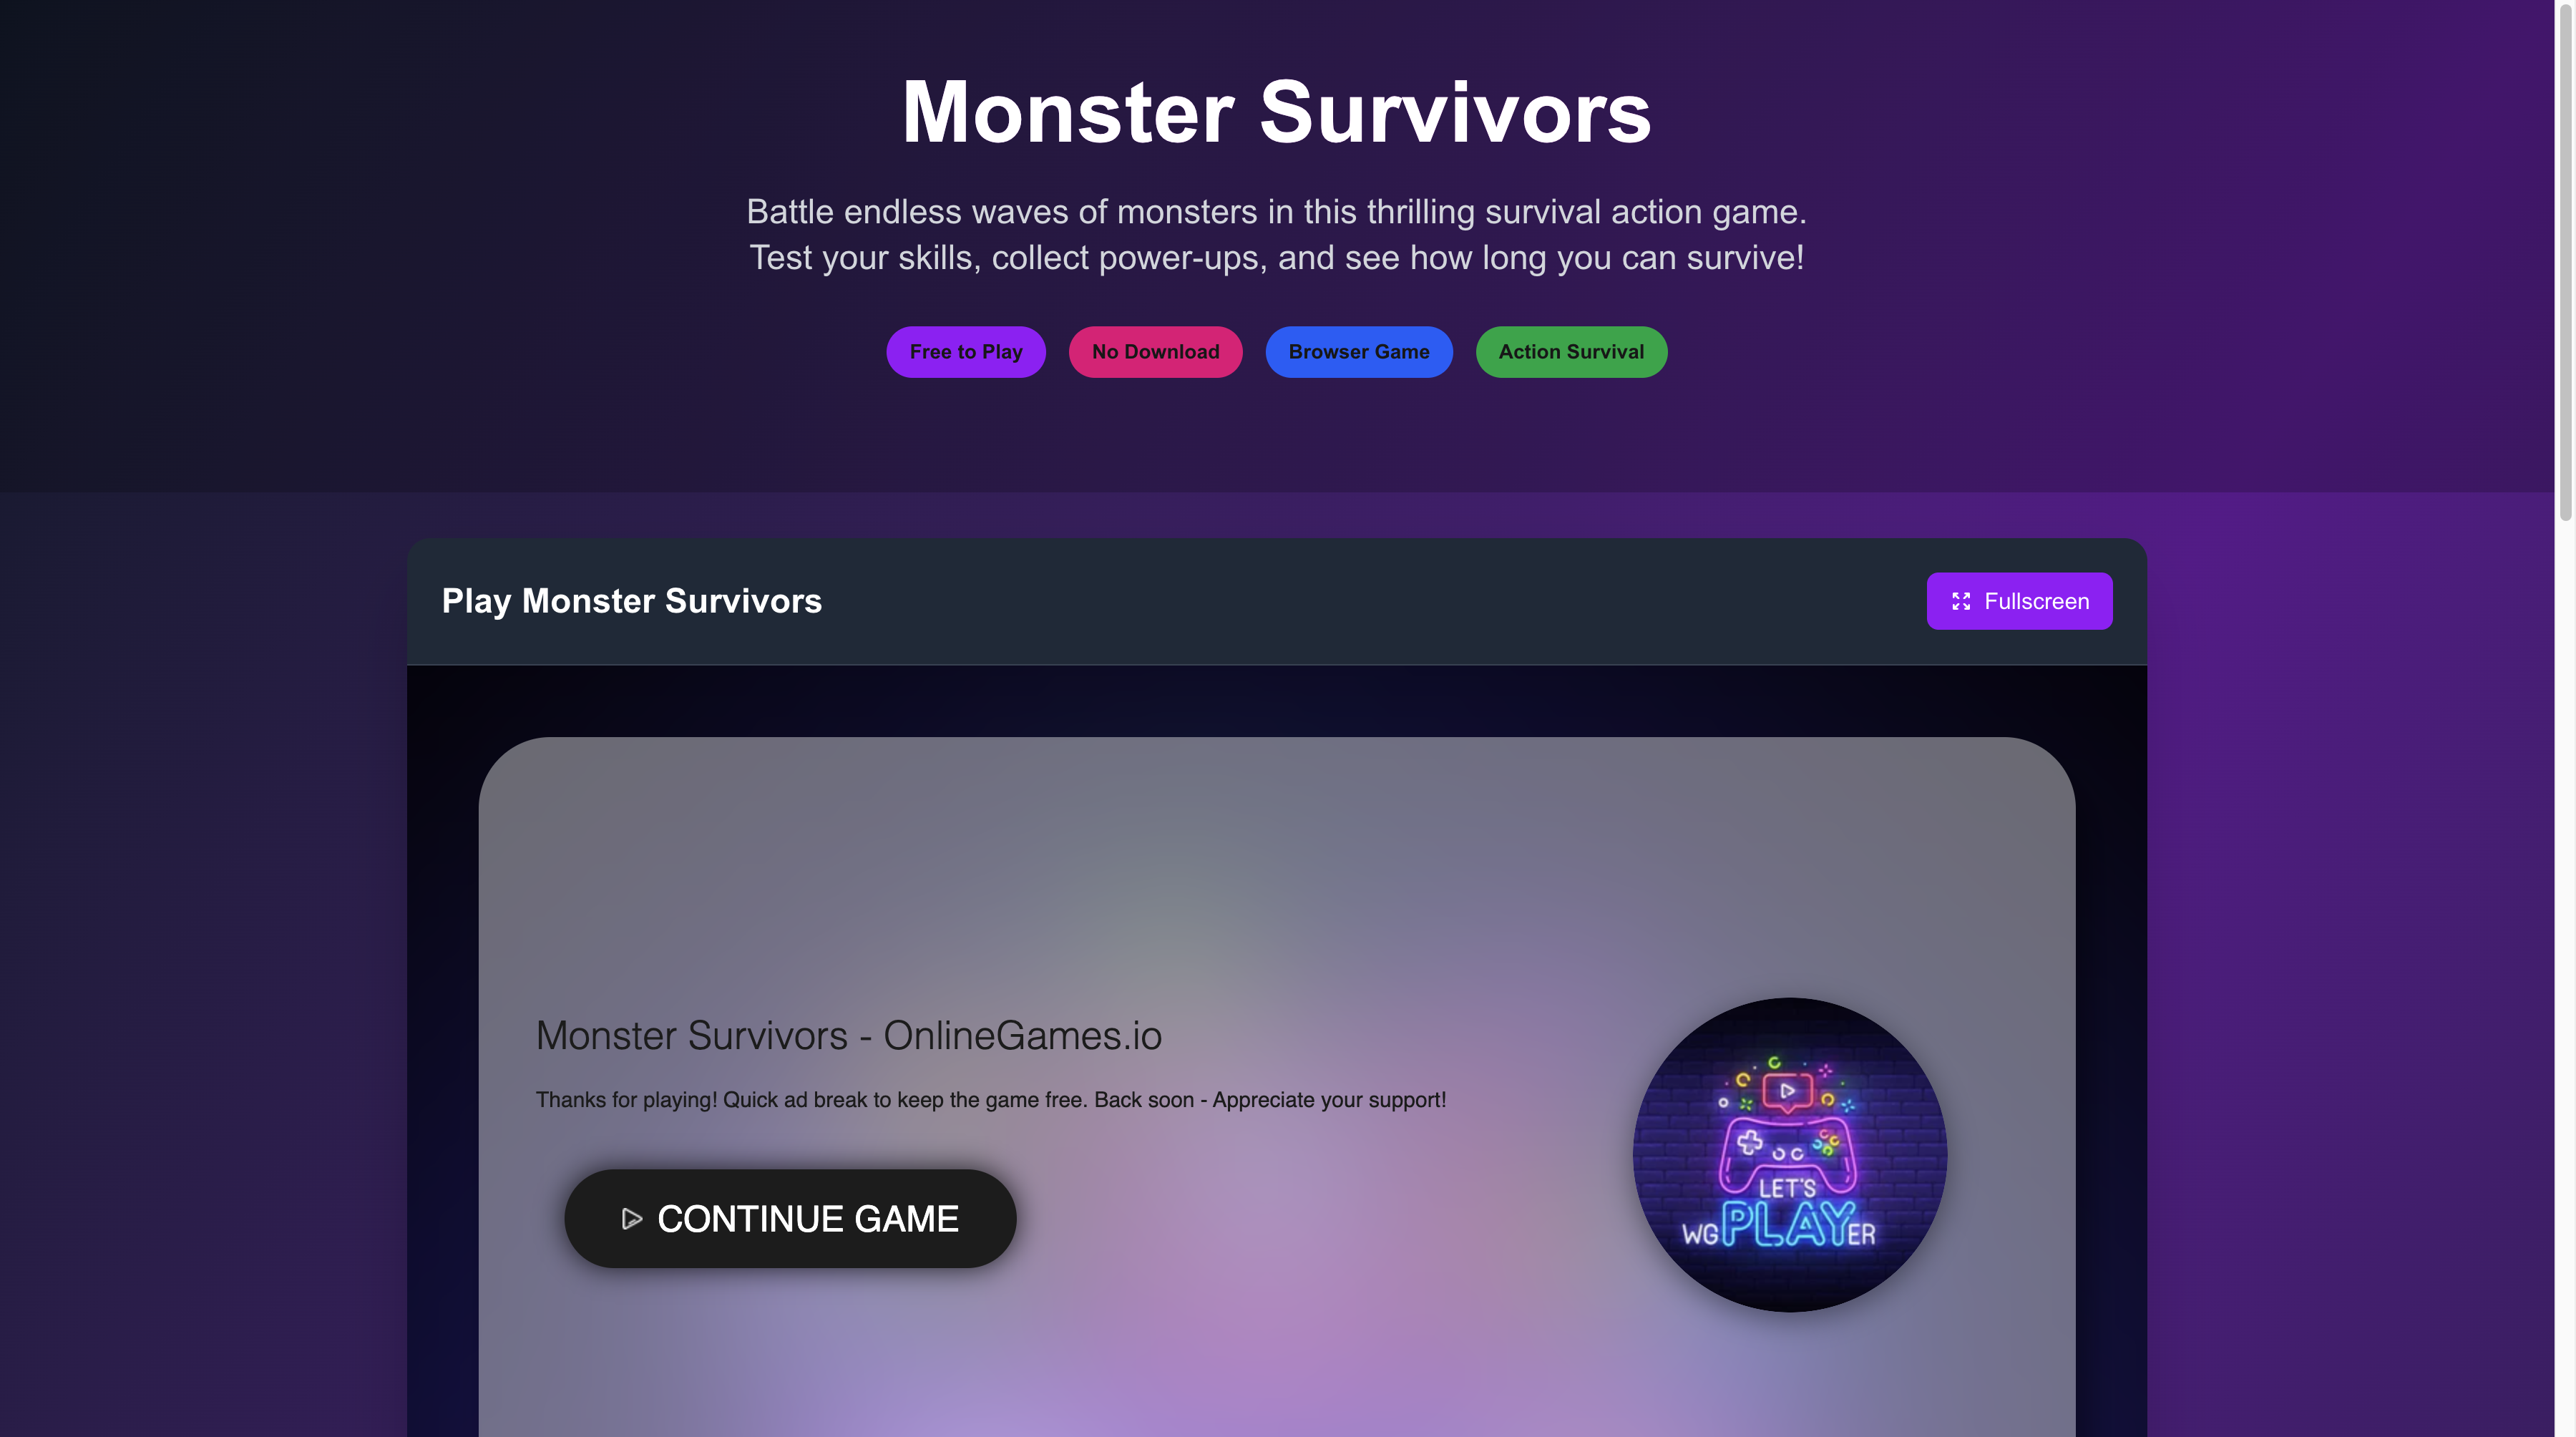 Monster Survivors
Battle endless waves of monsters in this thrilling survival action game.
Test your skills, collect power-ups, and see how long you can survive!
Free to Play
No Download
Browser Game
Action Survival
Play Monster Survivors
Fullscreen
Monster Survivors - OnlineGames.io
Thanks for playing! Quick ad break to keep the game free. Back soon - Appreciate your support!
CONTINUE GAME
LET'S
WGPLAYER